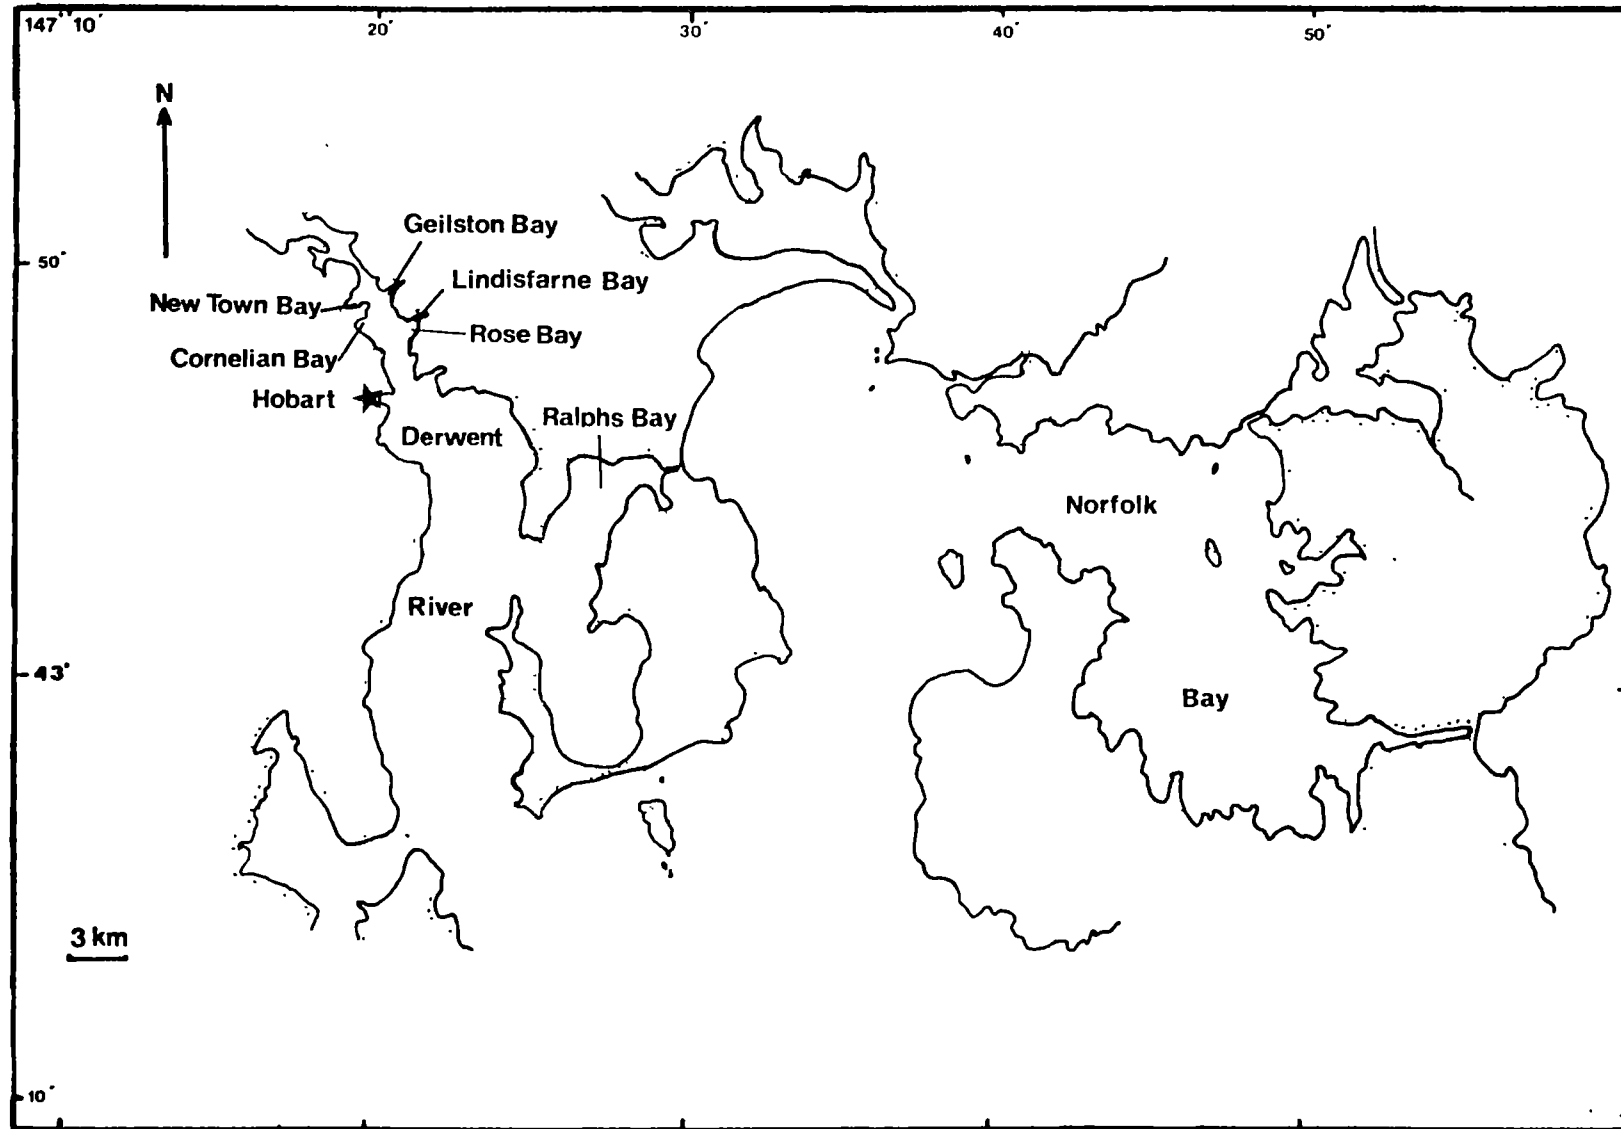 147° 10'
20'
30'
40'
50'
N
Geilston Bay
50'
Lindisfarne Bay
New Town Bay
Rose Bay
Cornelian Bay
Hobart
Ralphs Bay
Derwent
Norfolk
River
43°
Bay
3 km
10'